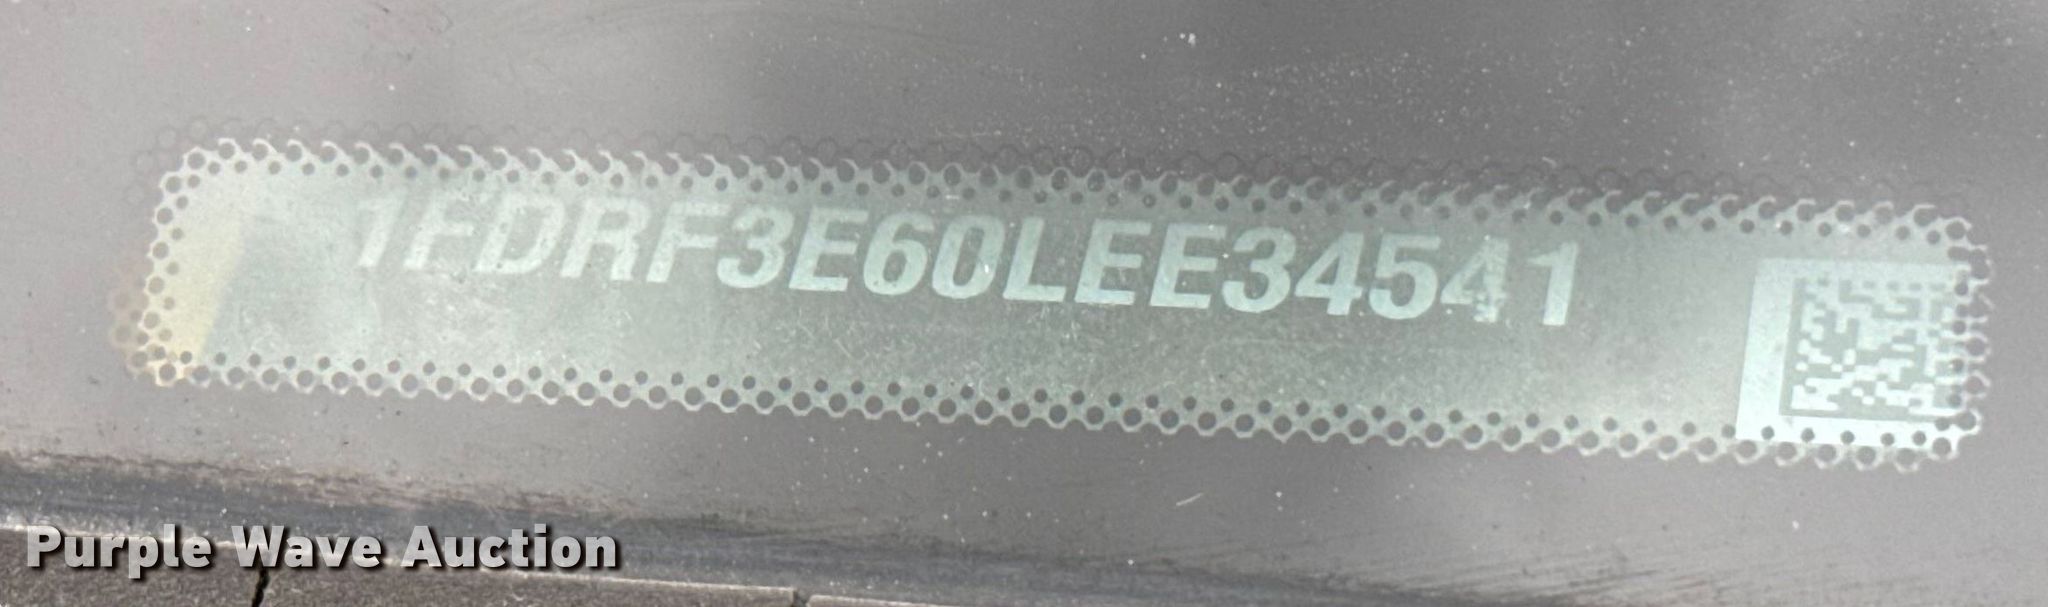 1FDRF3E60LEE34541
Purple Wave Auction